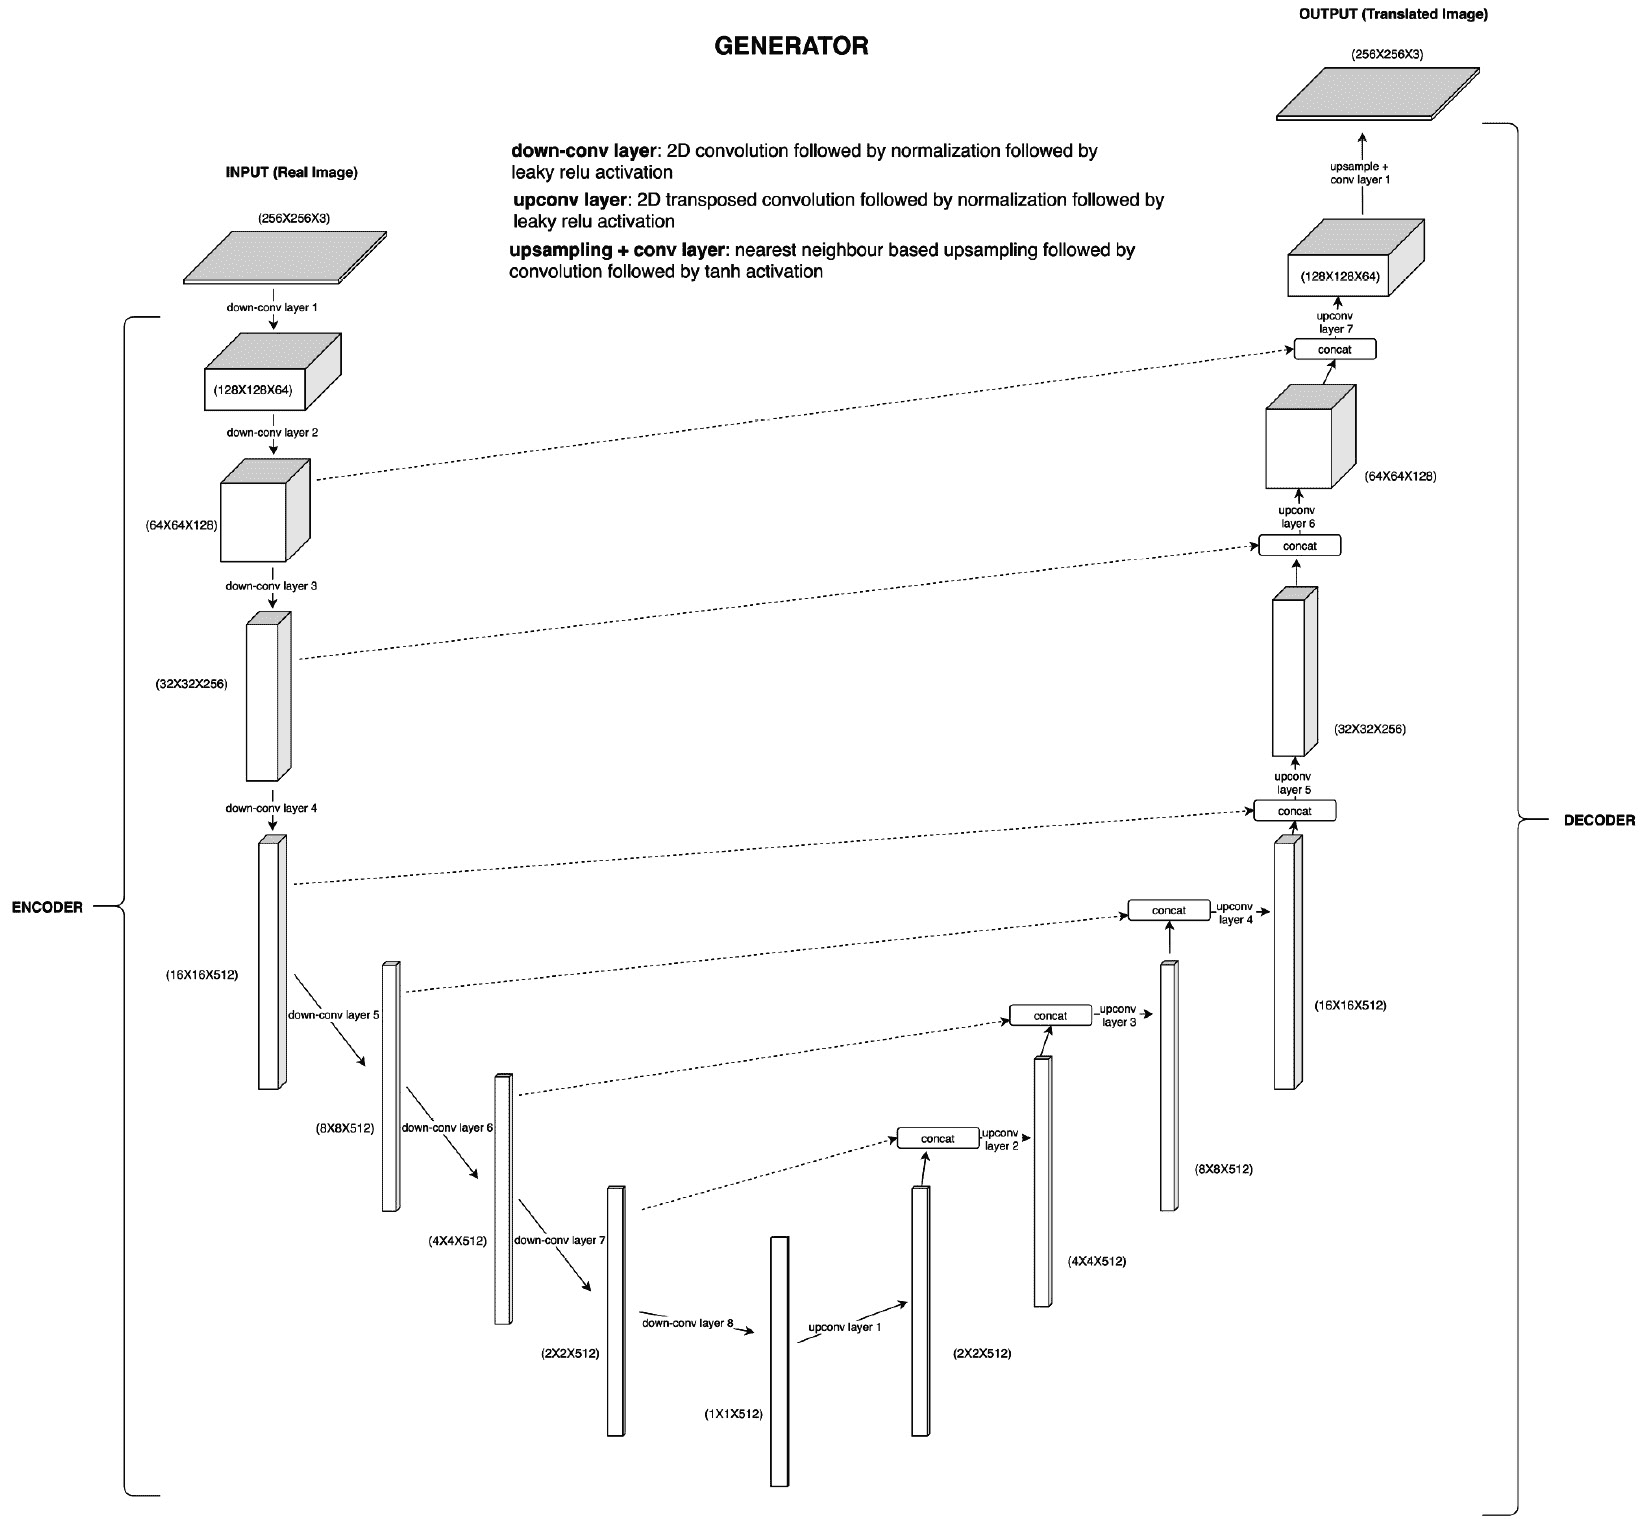 OUTPUT (Translated Image)
GENERATOR
(256X256X3)
down-conv layer: 2D convolution followed by normalization followed by
leaky relu activation
upconv layer: 2D transposed convolution followed by normalization followed by
leaky relu activation
upsampling + conv layer: nearest neighbour based upsampling followed by
convolution followed by tanh activation
INPUT (Real Image)
(256X256X3)
down-conv layer 1
(128X128X64)
down-conv layer 2
(64X64X128)
down-conv layer 3
(32X32X256)
down-conv layer 4
ENCODER
(16X16X512)
down-conv layer 5
(8X8X512)
down-conv layer 6
(4X4X512)
down-conv layer 7
(2X2X512)
down-conv layer 8
(1X1X512)
upconv layer 1
(2X2X512)
concat
upconv
layer 2
(4X4X512)
concat
upconv
layer 3
(8X8X512)
concat
upconv
layer 4
(16X16X512)
concat
upconv
layer 5
(32X32X256)
concat
upconv
layer 6
(64X64X128)
concat
upconv
layer 7
(128X128X64)
upsample +
conv layer 1
DECODER